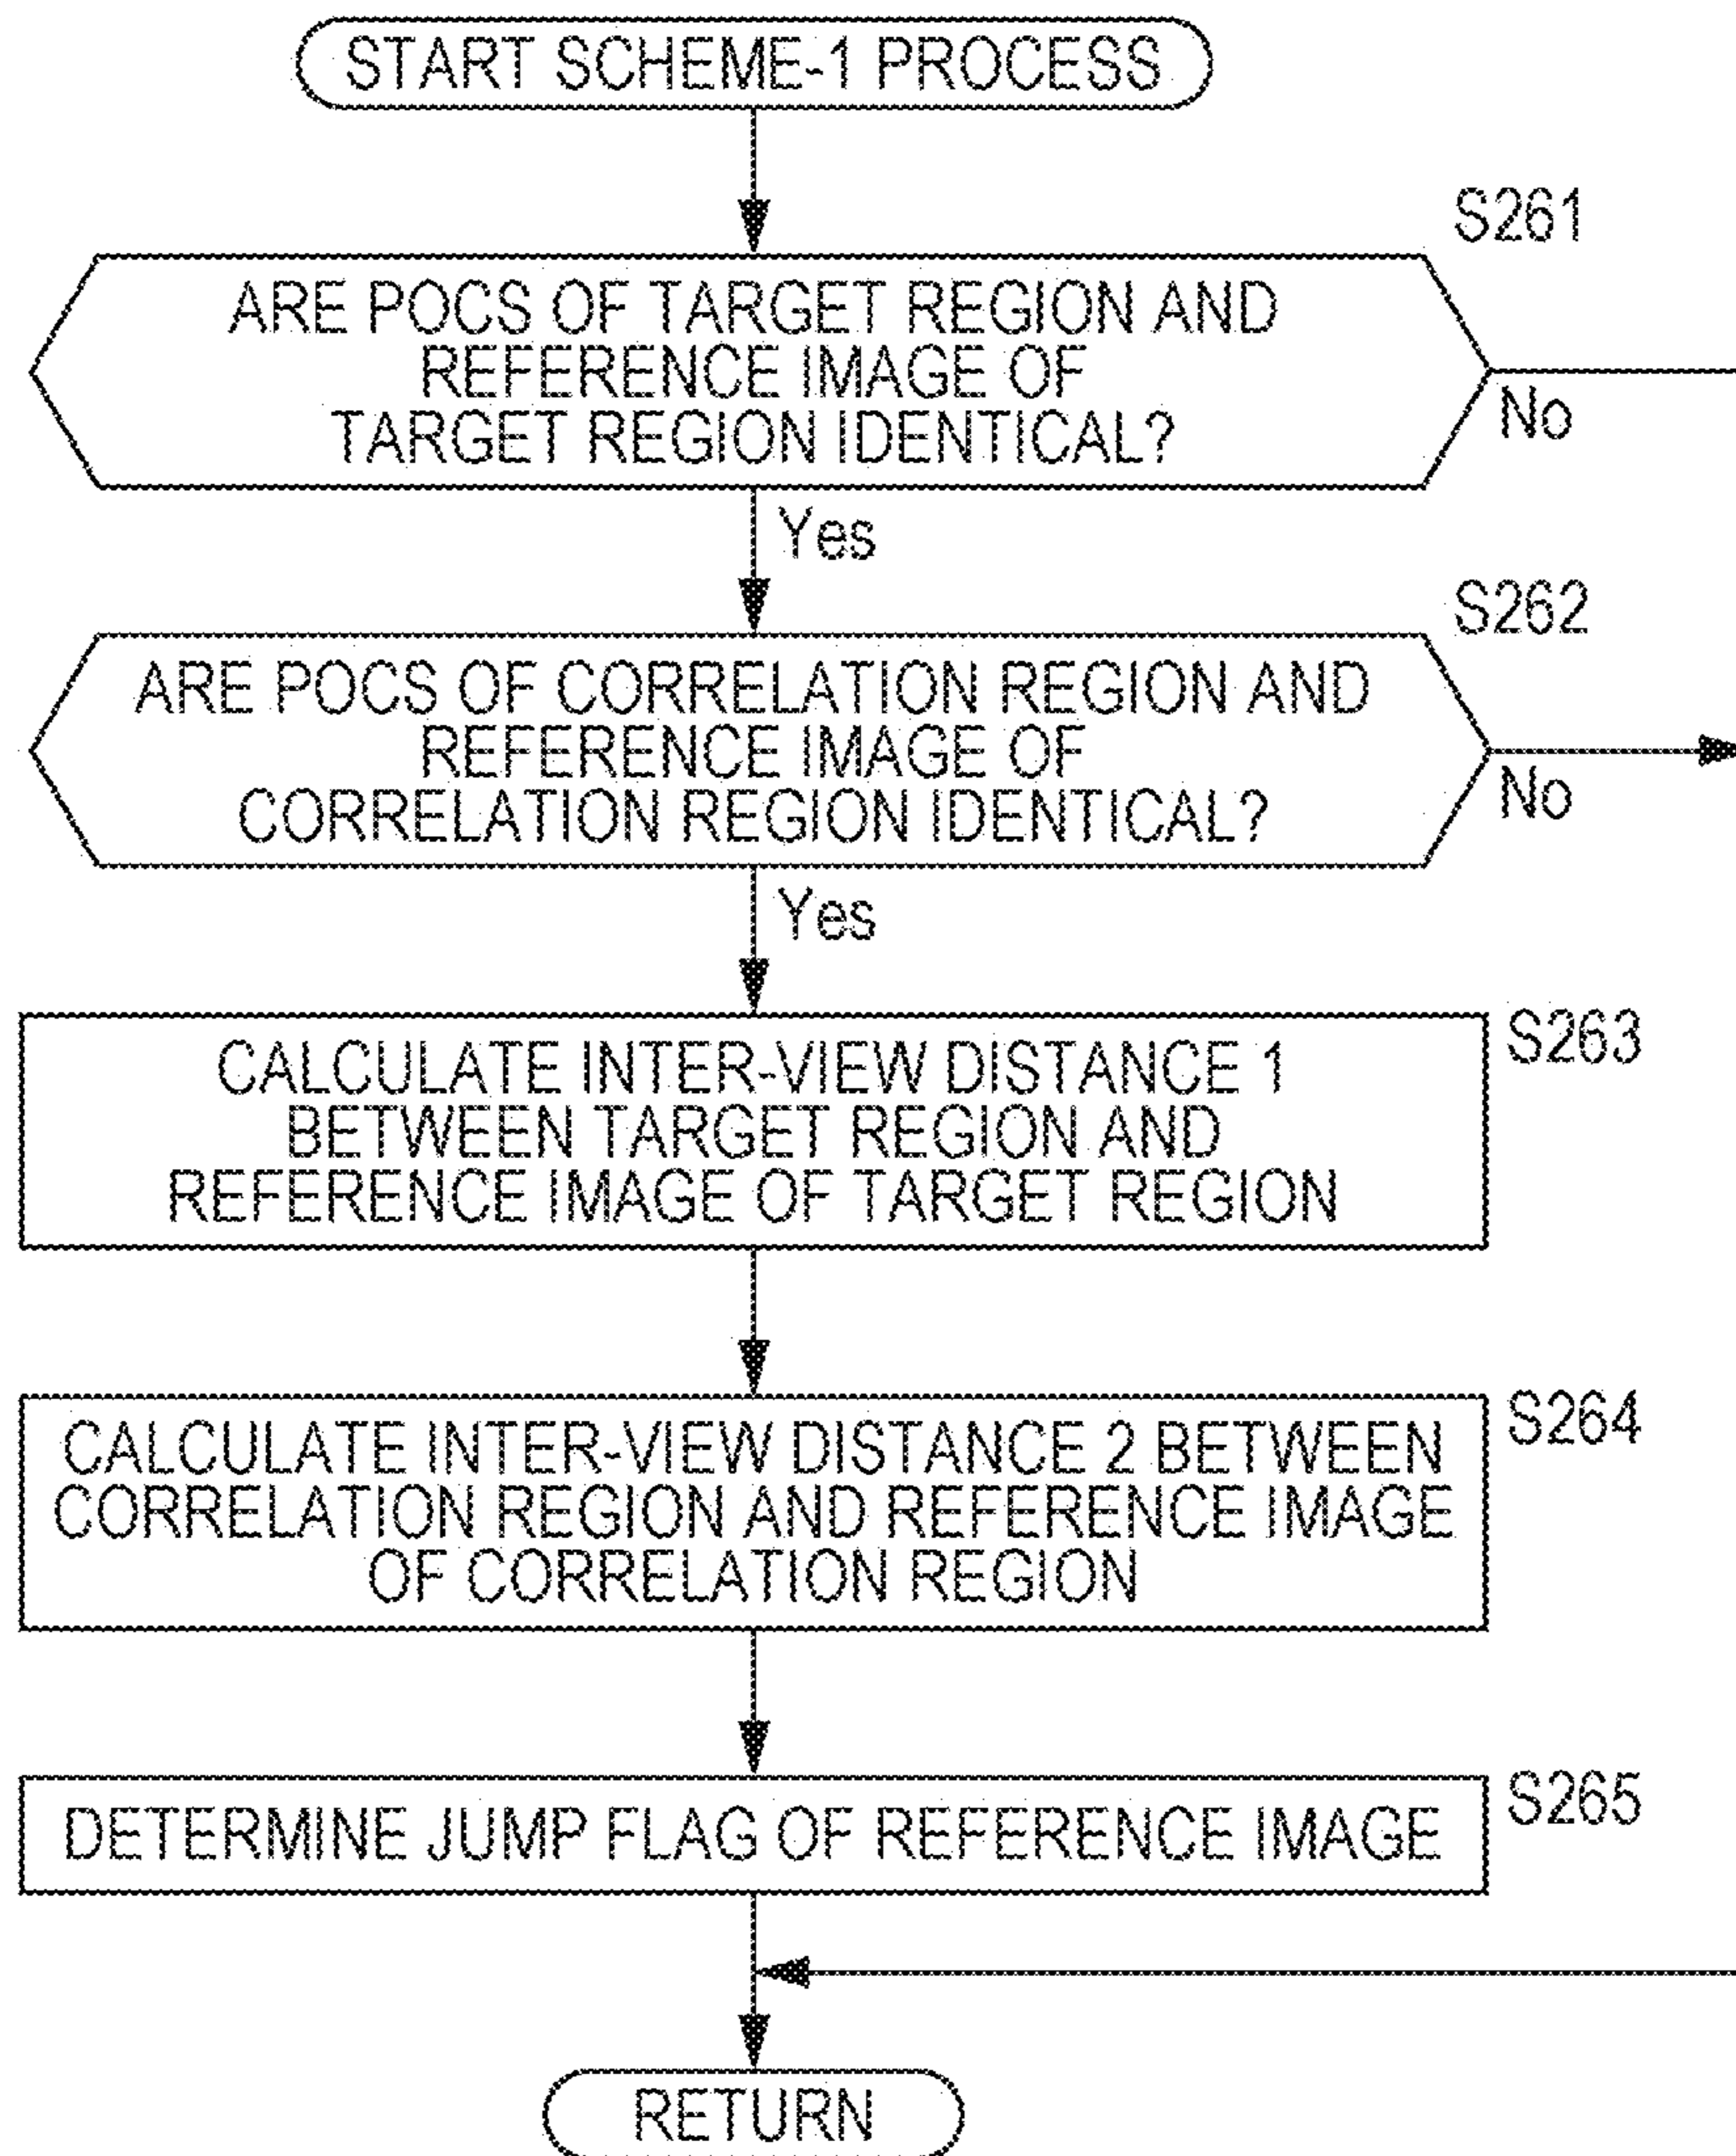 START SCHEME-1 PROCESS
S261
ARE POCS OF TARGET REGION AND
REFERENCE IMAGE OF
TARGET REGION IDENTICAL?
No
Yes
S262
ARE POCS OF CORRELATION REGION AND
REFERENCE IMAGE OF
CORRELATION REGION IDENTICAL?
No
Yes
S263
CALCULATE INTER-VIEW DISTANCE 1
BETWEEN TARGET REGION AND
REFERENCE IMAGE OF TARGET REGION
S264
CALCULATE INTER-VIEW DISTANCE 2 BETWEEN
CORRELATION REGION AND REFERENCE IMAGE
OF CORRELATION REGION
S265
DETERMINE JUMP FLAG OF REFERENCE IMAGE
RETURN